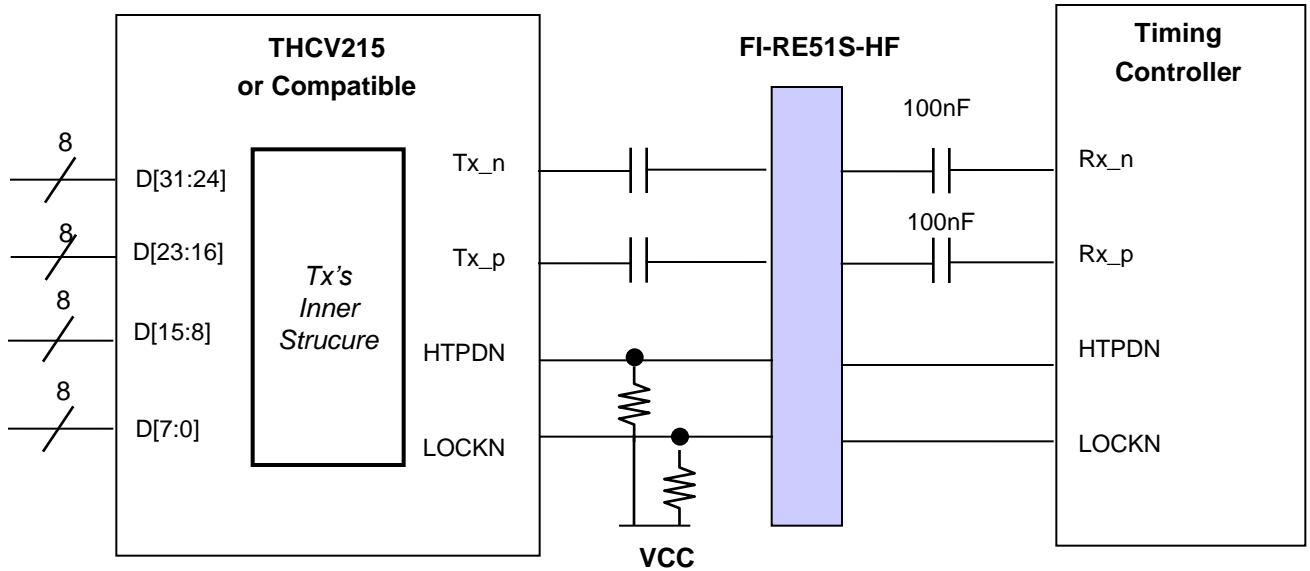 THCV215
or Compatible
FI-RE51S-HF
Timing
Controller
100nF
8
D[31:24]
Tx_n
Rx_n
8
D[23:16]
Tx_p
100nF
Rx_p
Tx's
Inner
Strucure
8
D[15:8]
HTPDN
HTPDN
8
D[7:0]
LOCKN
LOCKN
VCC